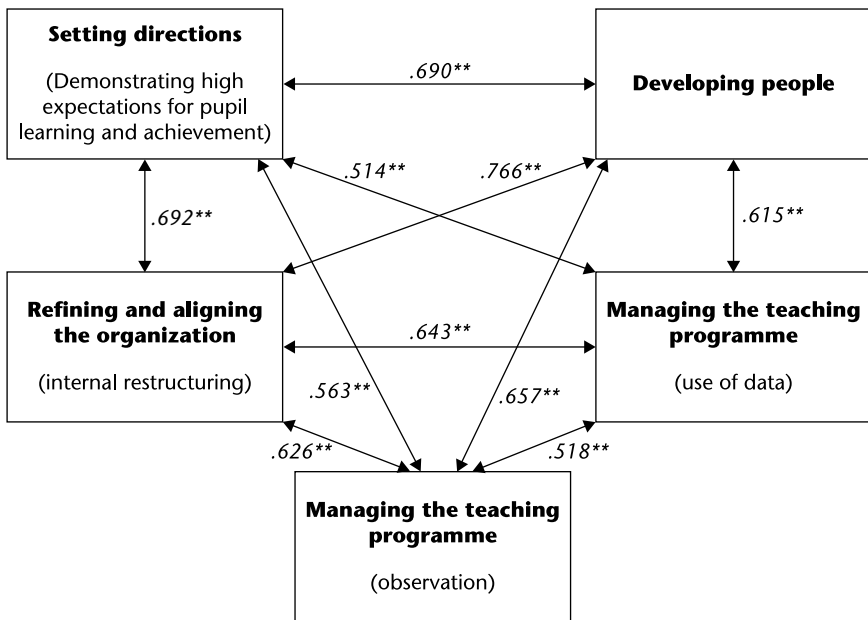 Setting directions
(Demonstrating high
expectations for pupil
learning and achievement)
.690**
Developing people
.514**
.766**
.692**
.615**
Refining and aligning
the organization
(internal restructuring)
.643**
Managing the teaching
programme
(use of data)
.563**
.657**
.626**
.518**
Managing the teaching
programme
(observation)